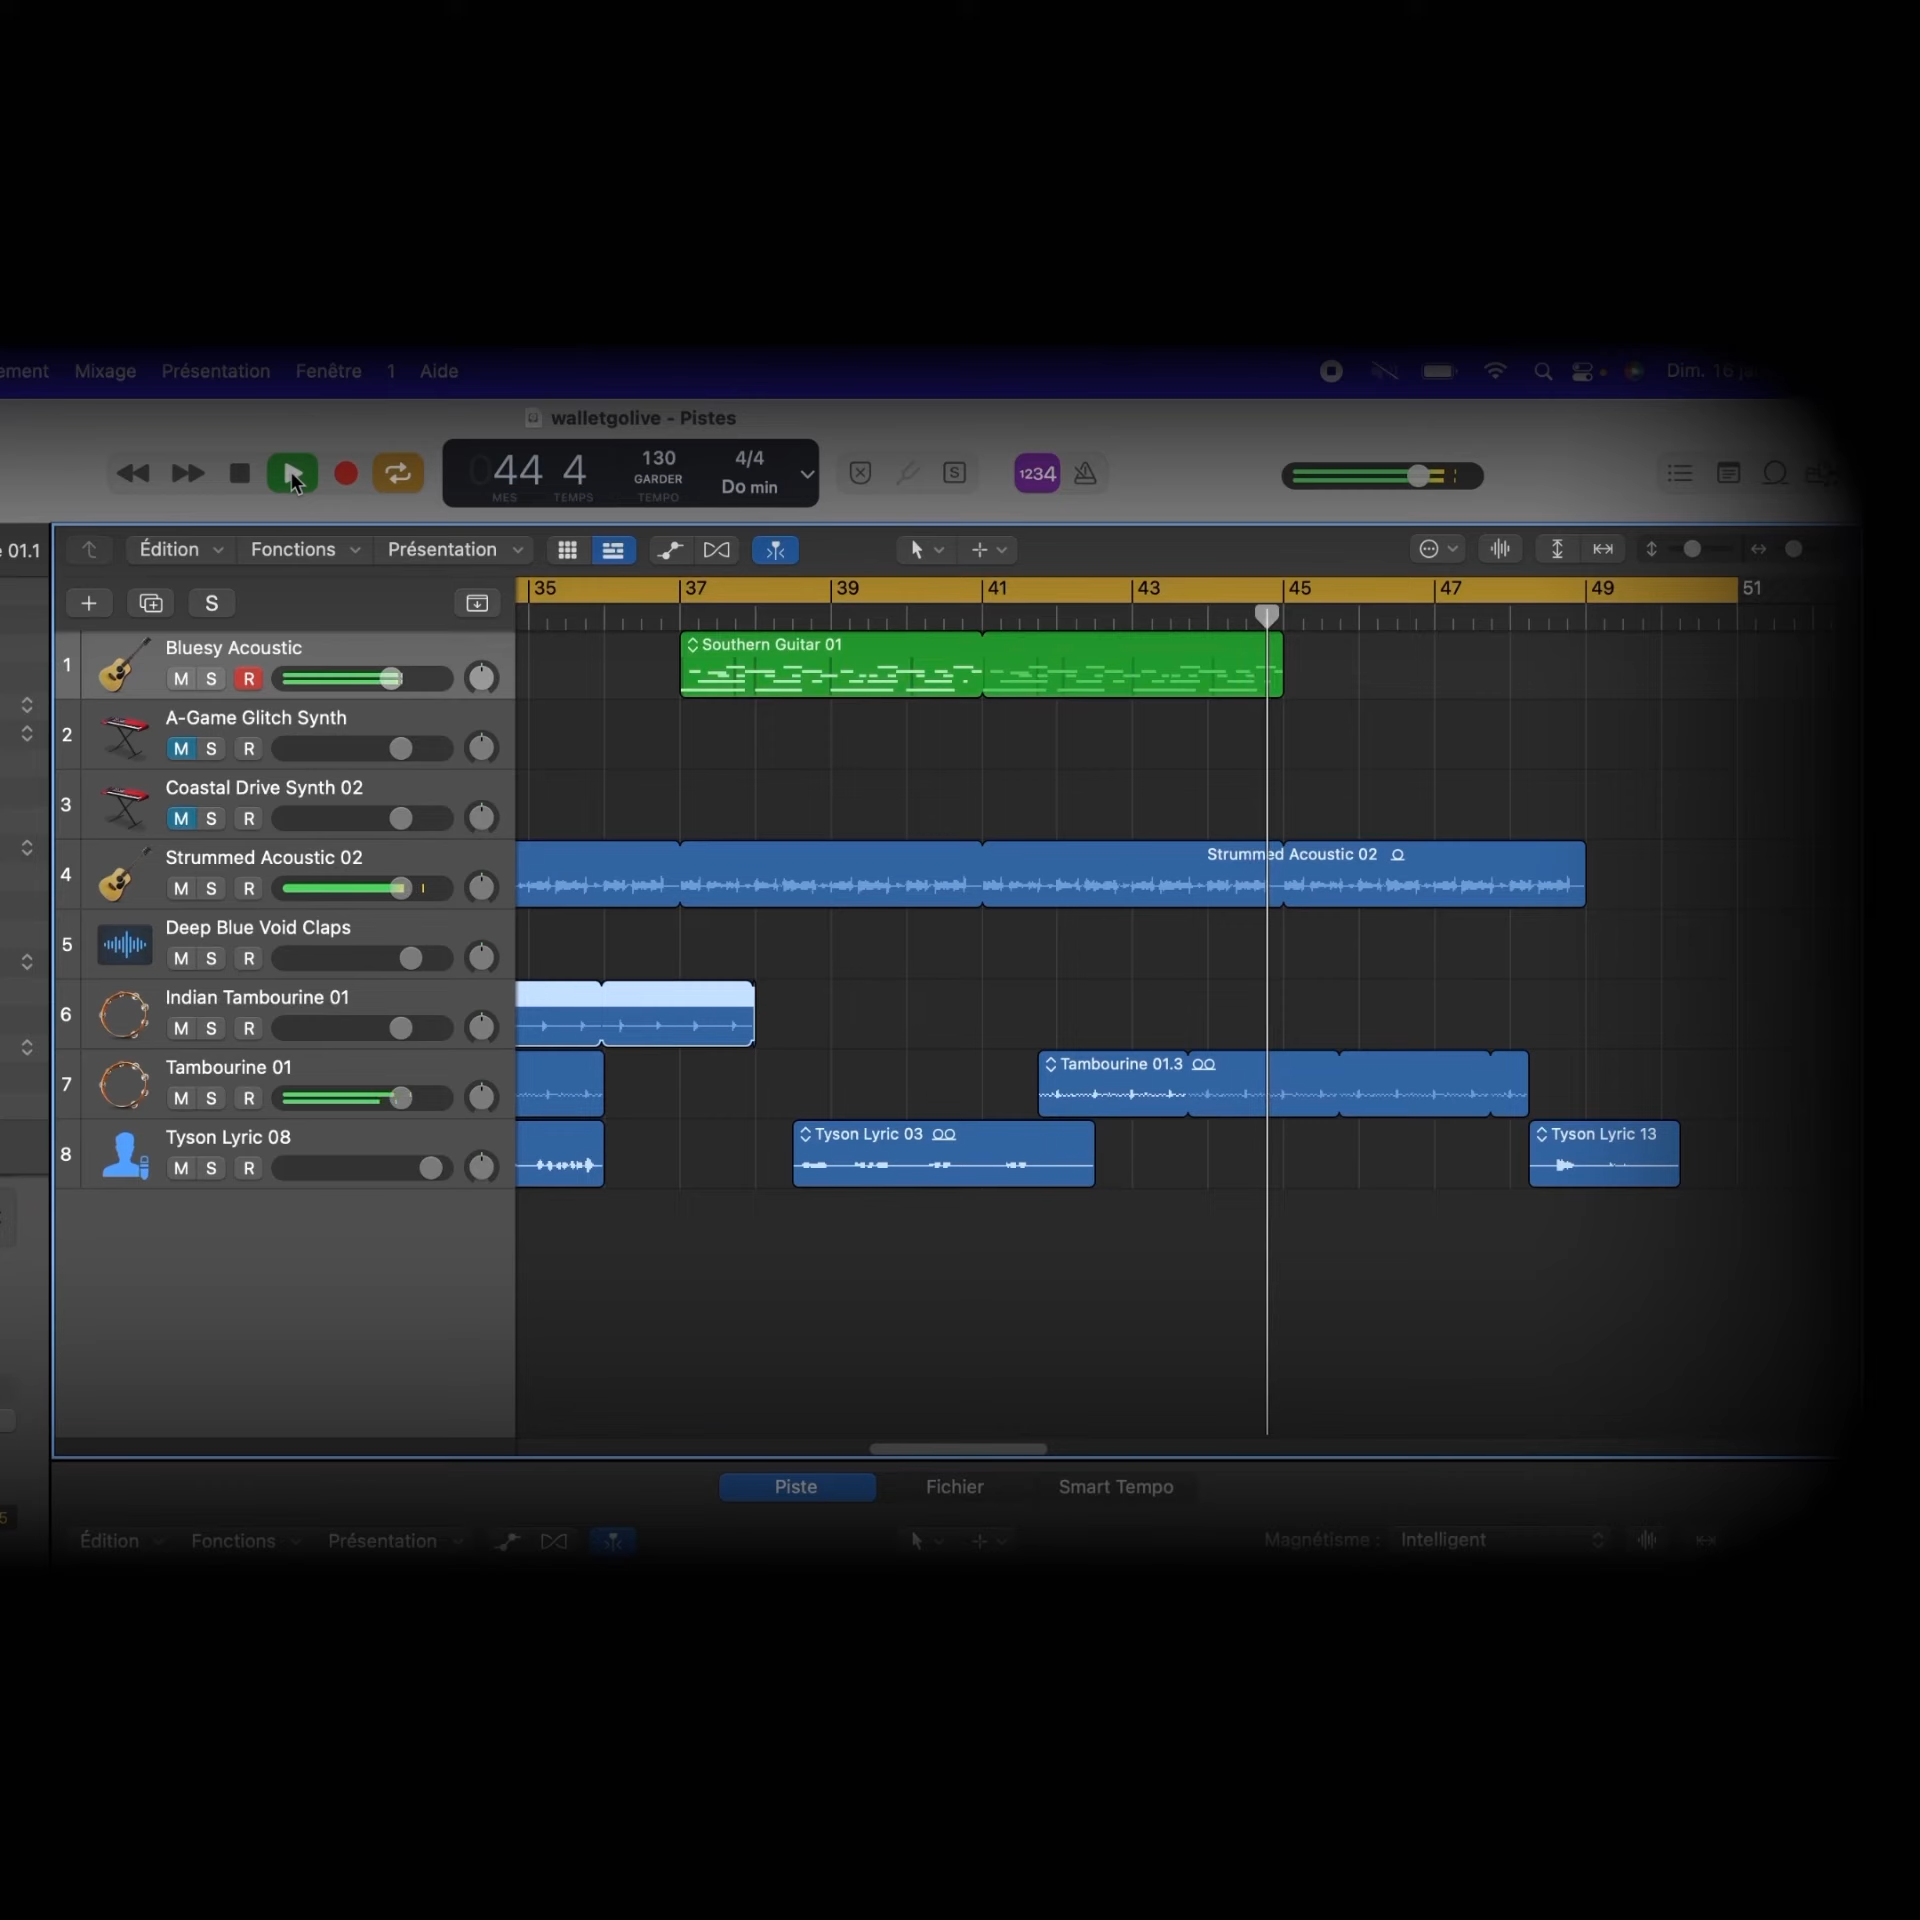 ement Mixage Présentation Fenêtre 1 Aide Dim. 16
walletgolive - Pistes
044 4 130 4/4
GARDER Do min
MES TEMPS TEMPO
S 1234
e 01.1 Édition Fonctions Présentation
S
35 37 39 41 43 45 47 49 51
1 Bluesy Acoustic
M S R
Southern Guitar 01
2 A-Game Glitch Synth
M S R
3 Coastal Drive Synth 02
M S R
4 Strummed Acoustic 02
M S R
Strummed Acoustic 02
5 Deep Blue Void Claps
M S R
6 Indian Tambourine 01
M S R
7 Tambourine 01
M S R
Tambourine 01.3
8 Tyson Lyric 08
M S R
Tyson Lyric 03
Tyson Lyric 13
Piste Fichier Smart Tempo
5
Édition Fonctions Présentation Magnétisme : Intelligent